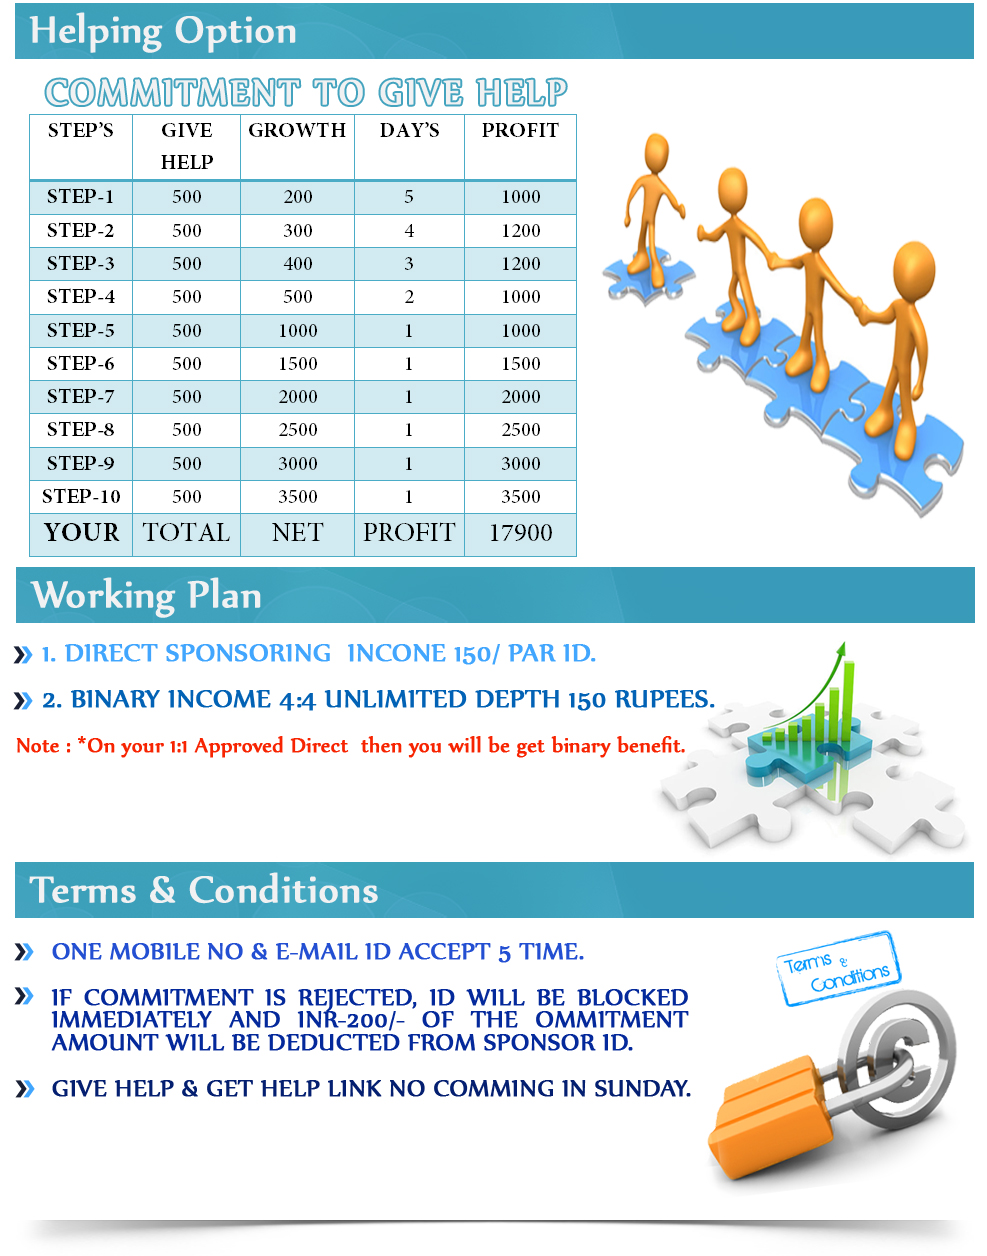 Helping Option
COMMITMENT TO GIVE HELP
STEP'S GIVE HELP GROWTH DAY'S PROFIT
STEP-1 500 200 5 1000
STEP-2 500 300 4 1200
STEP-3 500 400 3 1200
STEP-4 500 500 2 1000
STEP-5 500 1000 1 1000
STEP-6 500 1500 1 1500
STEP-7 500 2000 1 2000
STEP-8 500 2500 1 2500
STEP-9 500 3000 1 3000
STEP-10 500 3500 1 3500
YOUR TOTAL NET PROFIT 17900
Working Plan
1. DIRECT SPONSORING INCONE 150/ PAR ID.
2. BINARY INCOME 4:4 UNLIMITED DEPTH 150 RUPEES.
Note : *On your 1:1 Approved Direct then you will be get binary benefit.
Terms & Conditions
ONE MOBILE NO & E-MAIL ID ACCEPT 5 TIME.
Terms &
Conditions
IF COMMITMENT IS REJECTED, ID WILL BE BLOCKED
IMMEDIATELY AND INR-200/- OF THE OMMITMENT
AMOUNT WILL BE DEDUCTED FROM SPONSOR ID.
GIVE HELP & GET HELP LINK NO COMMING IN SUNDAY.